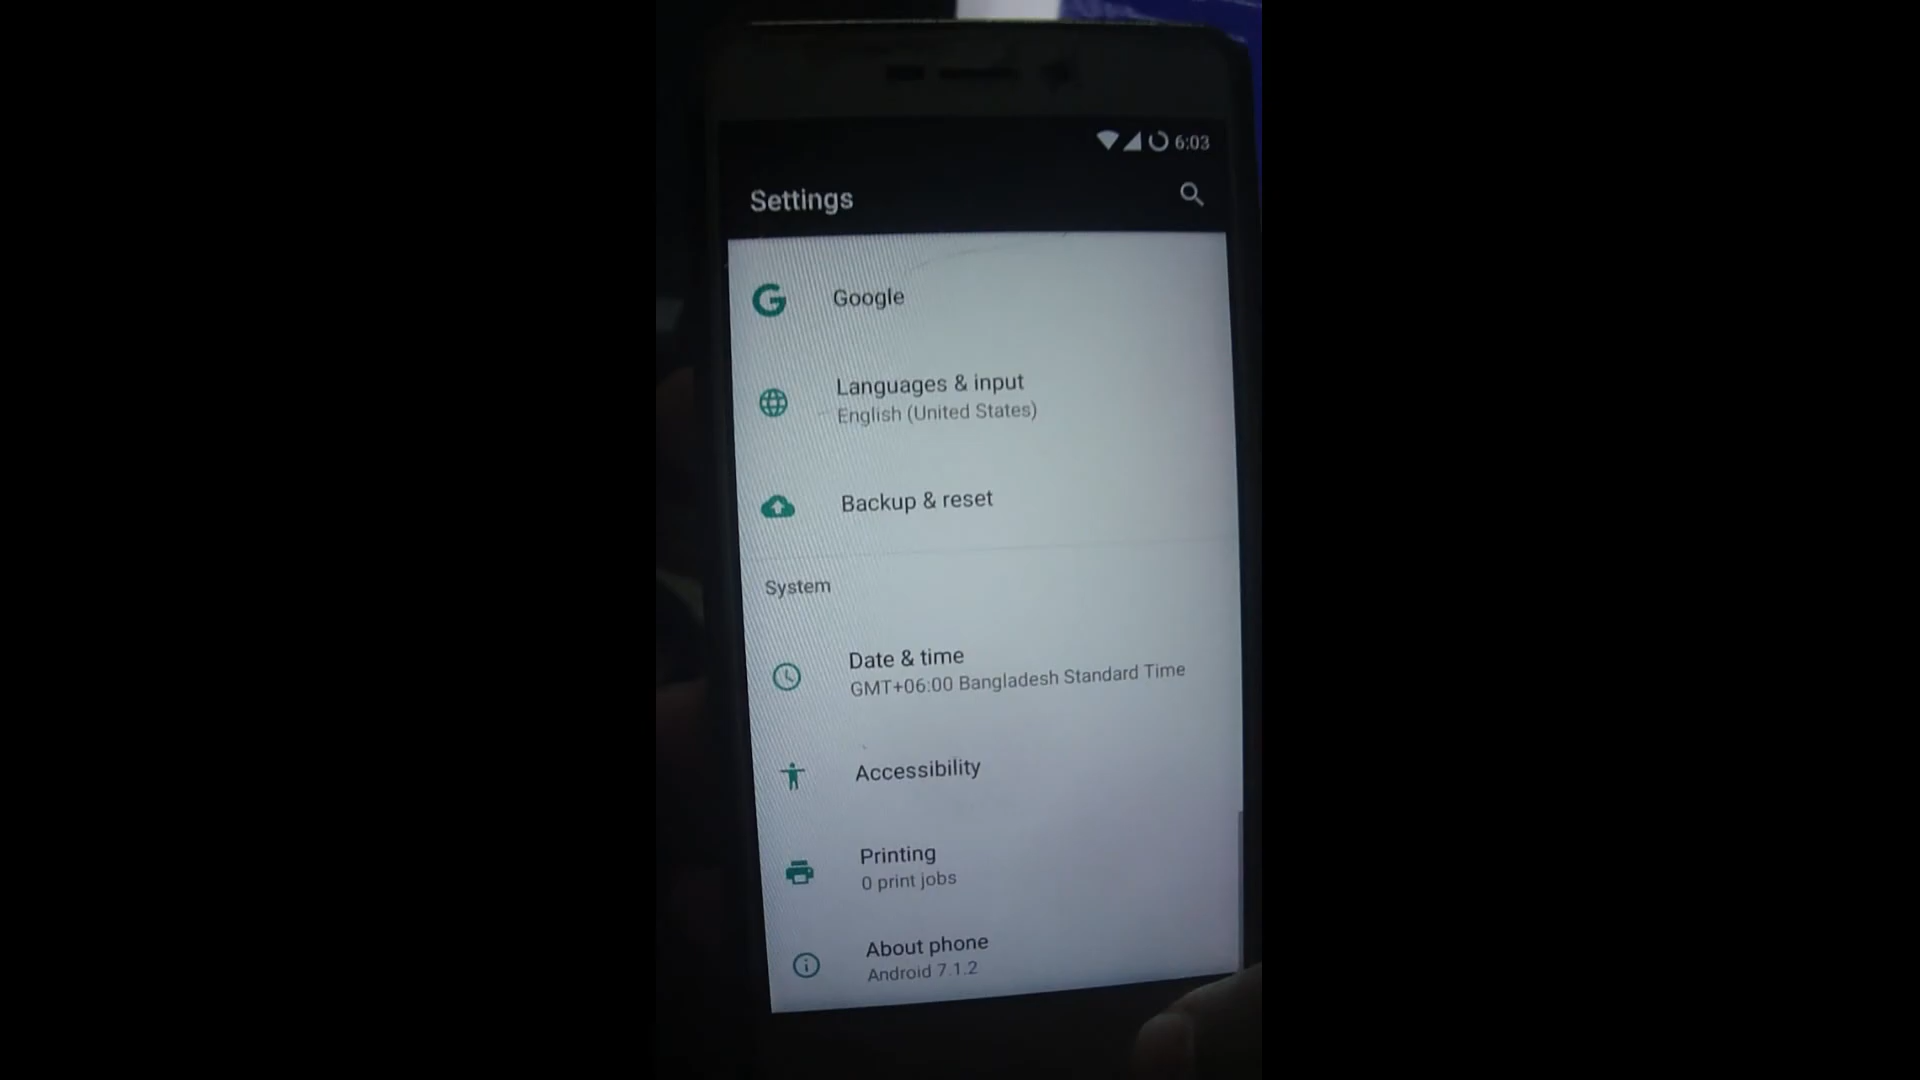 6:03
Settings
Google
Languages & input
English (United States)
Backup & reset
System
Date & time
GMT+06:00 Bangladesh Standard Time
Accessibility
Printing
0 print jobs
About phone
Android 7.1.2